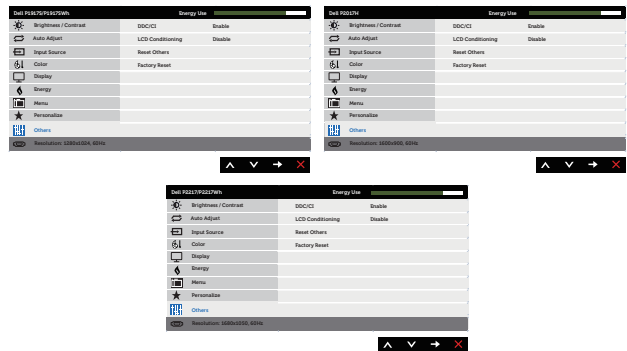 Dell P1917S/P1917SWh Energy Use
Brightness / Contrast DDC/CI Enable
Auto Adjust LCD Conditioning Disable
Input Source Reset Others
Color Factory Reset
Display
Energy
Menu
Personalize
Others
Resolution: 1280x1024, 60Hz
Dell P2017H Energy Use
Brightness / Contrast DDC/CI Enable
Auto Adjust LCD Conditioning Disable
Input Source Reset Others
Color Factory Reset
Display
Energy
Menu
Personalize
Others
Resolution: 1600x900, 60Hz
Dell P2217/P2217Wh Energy Use
Brightness / Contrast DDC/CI Enable
Auto Adjust LCD Conditioning Disable
Input Source Reset Others
Color Factory Reset
Display
Energy
Menu
Personalize
Others
Resolution: 1680x1050, 60Hz